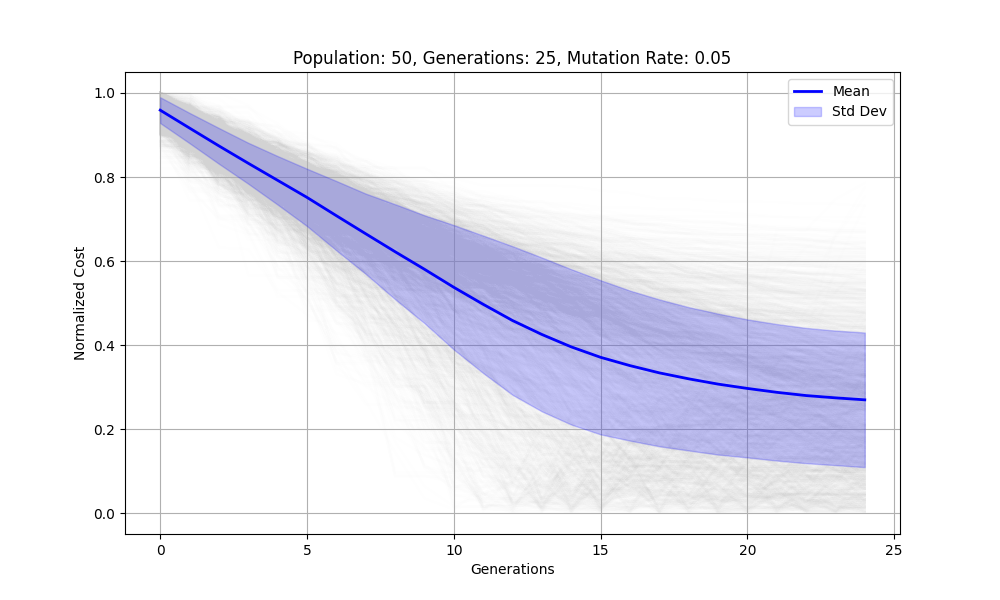 Population: 50, Generations: 25, Mutation Rate: 0.05
Mean
Std Dev
1.0
0.8
0.6
0.4
0.2
0.0
Normalized Cost
0 5 10 15 20 25
Generations